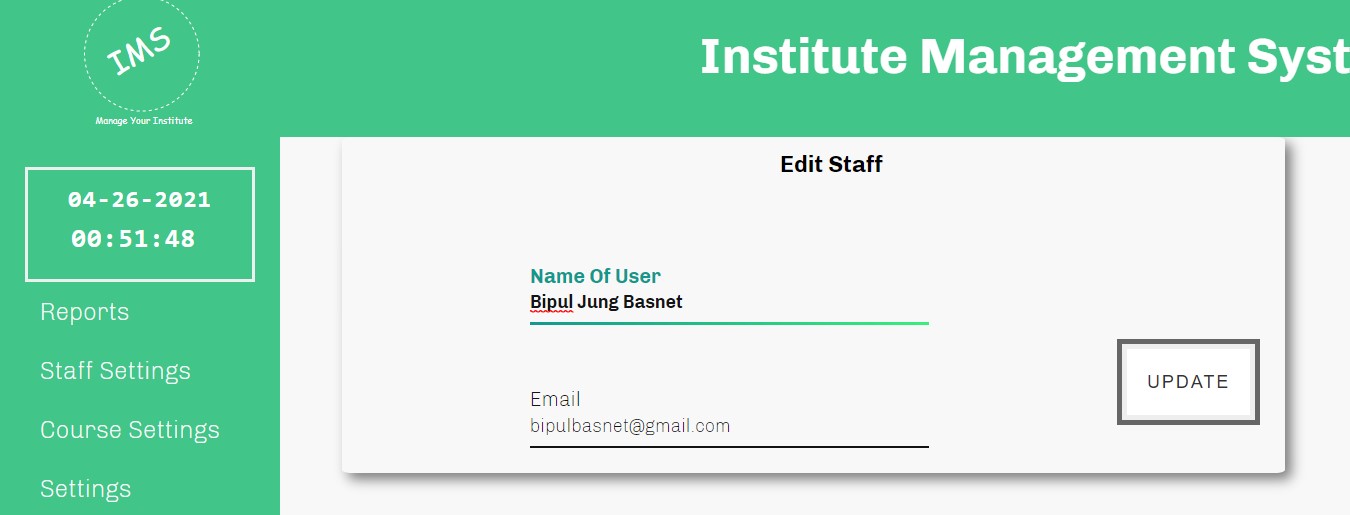 IMS
Manage Your Institute
Institute Management Syst
04-26-2021
00:51:48
Reports
Staff Settings
Course Settings
Settings
Edit Staff
Name Of User
Bipul Jung Basnet
Email
bipulbasnet@gmail.com
UPDATE